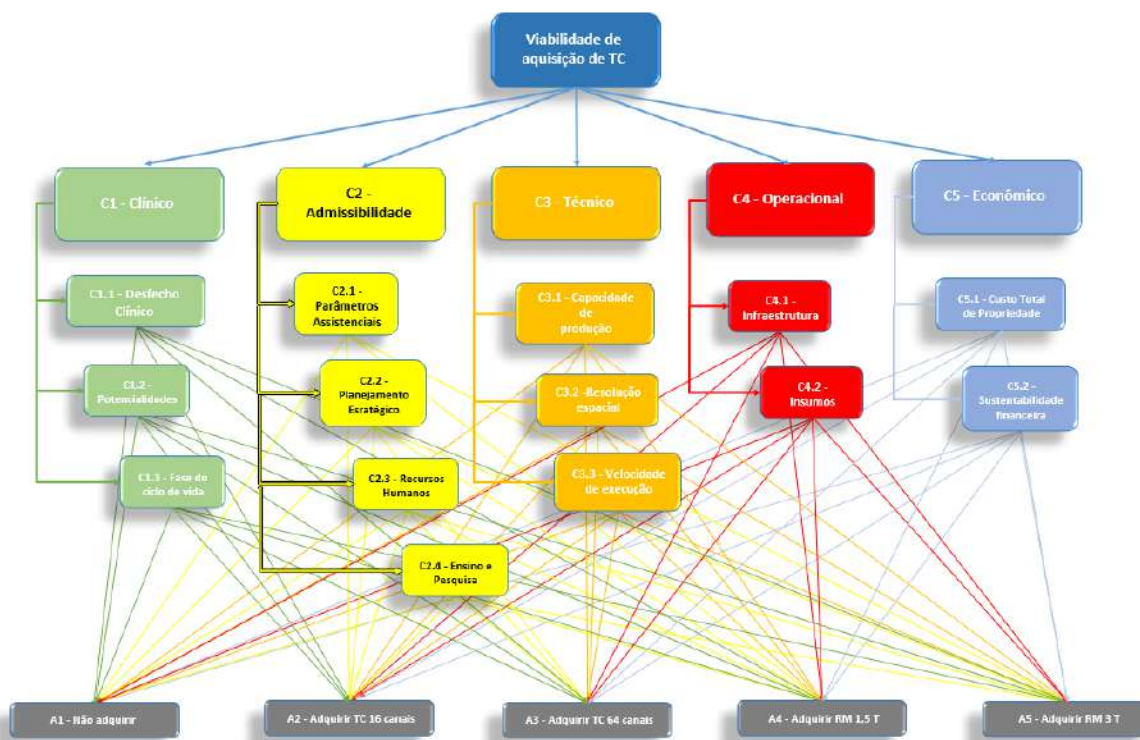 Viabilidade de
aquisição de TC
C1 - Clínico
C2 -
Admissibilidade
C3 - Técnico
C4 - Operacional
C5 - Econômico
C1.1 - Desfecho
Clínico
C1.2 -
Potencialidades
C1.3 - Fase do
ciclo de vida
C2.1 -
Parâmetros
Assistenciais
C2.2 -
Planejamento
Esratégico
C2.3 - Recursos
Humanos
C2.4 - Ensino e
Pesquisa
C3.1 - Capacidade
de
produção
C3.2 -Resolução
espacial
C3.3 - Velocidade
de execução
C4.1 -
Infraestrutura
C4.2 -
Insumos
C5.1 - Custo Total
de Propriedade
C5.2 -
Sustentabilidade
financeira
A1 - Não adquirir
A2 - Adquirir TC 16 canais
A3 - Adquirir TC 64 canais
A4 - Adquirir RM 1,5 T
A5 - Adquirir RM 3 T